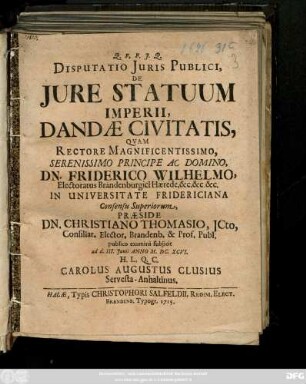 Q. F. F. F. Q.
DISPUTATIO JURIS PUBLICI,
DE
JURE STATUUM
IMPERII,
DANDÆ CIVITATIS,
QVAM
RECTORE MAGNIFICENTISSIMO,
SERENISSIMO PRINCIPE AC DOMINO,
DN. FRIDERICO WILHELMO,
Electoratus Brandenburgici Hærede, &c. &c. &c.
IN UNIVERSITATE FRIDERICIANA
Consensu Superiorum,
PRÆSIDE
DN. CHRISTIANO THOMASIO, JCto,
Consiliar. Elector. Brandenb. & Prof. Publ.
publico examini subjicit
ad d. III. Junii ANNO M. DC. XCVI.
H. L. Q. C.
CAROLUS AUGUSTUS CLUSIUS
Servesta-Anhaltinus.
HALÆ, Typis CHRISTOPHORI SALFELDII, REGIM. ELECT.
BRANDENB. Typogr. 1715.